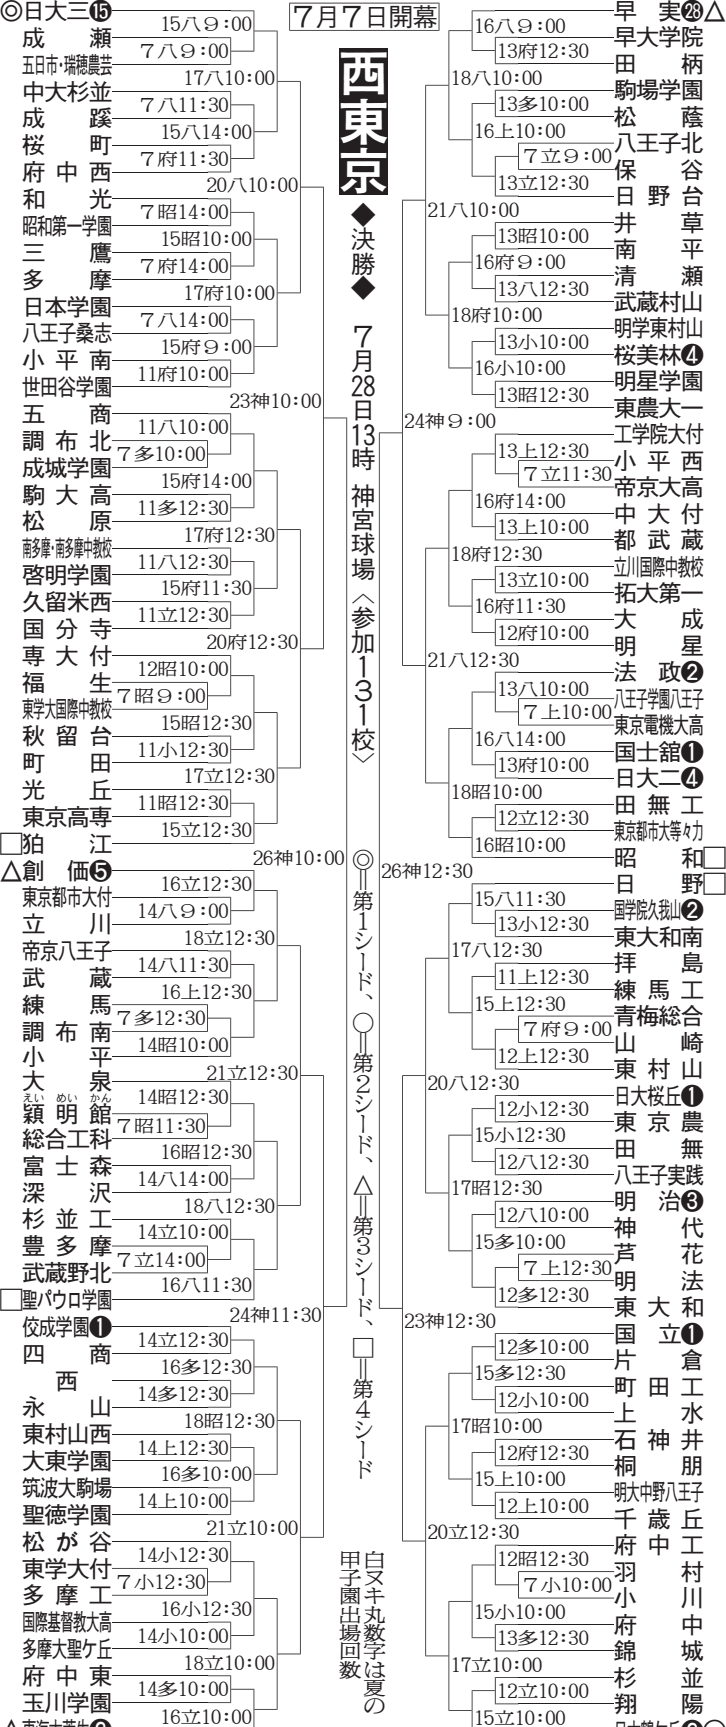 7月7日開幕
西東京
◆決勝◆ 7月28日13時 神宮球場〈参加131校〉
◎=第1シード、○=第2シード、△=第3シード、□=第4シード
白ヌキ丸数字は夏の
甲子園出場回数
◎日大三⓯
成瀬
五日市・瑞穂農芸
中大杉並
成蹊
桜町
府中西
和光
昭和第一学園
三鷹
多摩
日本学園
八王子桑志
小平南
世田谷学園
五商
調布北
成城学園
駒大高
松原
南多摩・南多摩中教校
啓明学園
久留米西
国分寺
専大付
福生
東学大国際中教校
秋留台
町田
光丘
東京高専
□狛江
△創価❺
東京都市大付
立川
帝京八王子
武蔵
練馬
調布南
小平
大泉
えいめいかん
穎明館
総合工科
富士森
深沢
杉並工
豊多摩
武蔵野北
□聖パウロ学園
佼成学園❶
四商
西
永山
東村山西
大東学園
筑波大駒場
聖徳学園
松が谷
東学大付
多摩工
国際基督教大高
多摩大聖ケ丘
府中東
玉川学園
15八9:00
7八9:00
17八10:00
7八11:30
15八14:00
7府11:30
20八10:00
7昭14:00
15昭10:00
7府14:00
17府10:00
7八14:00
15府9:00
11府10:00
23神10:00
11八10:00
7多10:00
15府14:00
11多12:30
17府12:30
11八12:30
15府11:30
11立12:30
20府12:30
12昭10:00
7昭9:00
15昭12:30
11小12:30
17立12:30
11昭12:30
15立12:30
26神10:00
16立12:30
14八9:00
18立12:30
14八11:30
16上12:30
7多12:30
14昭10:00
21立12:30
14昭12:30
7昭11:30
16昭12:30
14八14:00
18八12:30
14立10:00
7立14:00
16八11:30
24神11:30
14立12:30
16多12:30
14多12:30
18昭12:30
14上12:30
16多10:00
14上10:00
21立10:00
14小12:30
7小12:30
16小12:30
14小10:00
18立10:00
14多10:00
16立10:00
早実㉘△
早大学院
田柄
駒場学園
松蔭
八王子北
保谷
日野台
井草
南平
清瀬
武蔵村山
明学東村山
桜美林❹
明星学園
東農大一
工学院大付
小平西
帝京大高
中大付
都武蔵
立川国際中教校
拓大第一
大成
明星
法政❷
八王子学園八王子
東京電機大高
国士舘❶
日大二❹
田無工
東京都市大等々力
昭和□
日野□
国学院久我山❷
東大和南
拝島
練馬工
青梅総合
山崎
東村山
日大桜丘❶
東京農
田無
八王子実践
明治❸
神代
芦花
明法
東大和
国立❶
片倉
町田工
上水
石神井
桐朋
明大中野八王子
千歳丘
府中工
羽村
小川
府中
錦城
杉並
翔陽
16八9:00
13府12:30
18八10:00
13多10:00
16上10:00
7立9:00
13立12:30
21八10:00
13昭10:00
16府9:00
13八12:30
18府10:00
13小10:00
16小10:00
13昭12:30
24神9:00
13上12:30
7立11:30
16府14:00
13上10:00
18府12:30
13立10:00
16府11:30
12府10:00
21八12:30
13八10:00
7上10:00
16八14:00
13府10:00
18昭10:00
12立12:30
16昭10:00
26神12:30
15八11:30
13小12:30
17八12:30
11上12:30
15上12:30
7府9:00
12上12:30
20八12:30
12小12:30
15小12:30
12八12:30
17昭12:30
12八10:00
15多10:00
7上12:30
12多12:30
23神12:30
12多10:00
15多12:30
12小10:00
17昭10:00
12府12:30
15上10:00
12上10:00
20立12:30
12昭12:30
7小10:00
15小10:00
13多12:30
17立10:00
12立10:00
15立10:00